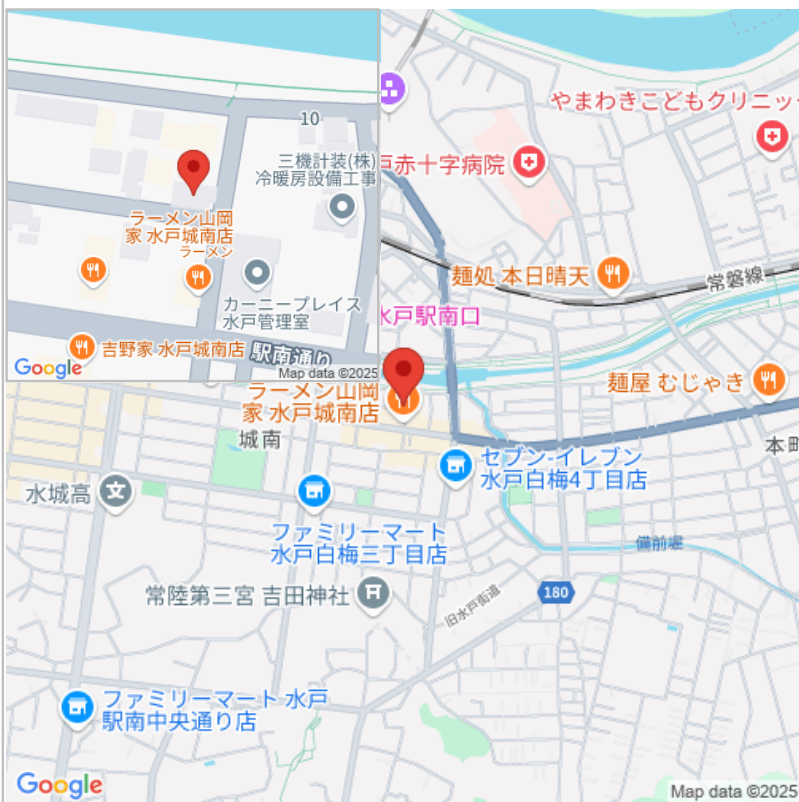 10
三機計装(株)
冷暖房設備工事
ラーメン山岡
家 水戸城南店
ラーメン
カーニープレイス
水戸管理室
吉野家 水戸城南店
駅南通り
Google
Map data ©2025
やまわきこどもクリニッ
戸赤十字病院
麺処 本日晴天
常磐線
水戸駅南口
麺屋 むじゃき
ラーメン山岡
家 水戸城南店
城南
本町
セブン-イレブン
水戸白梅4丁目店
水城高
ファミリーマート
水戸白梅三丁目店
備前堀
常陸第三宮 吉田神社
180
旧水戸街道
ファミリーマート 水戸
駅南中央通り店
Google
Map data ©2025